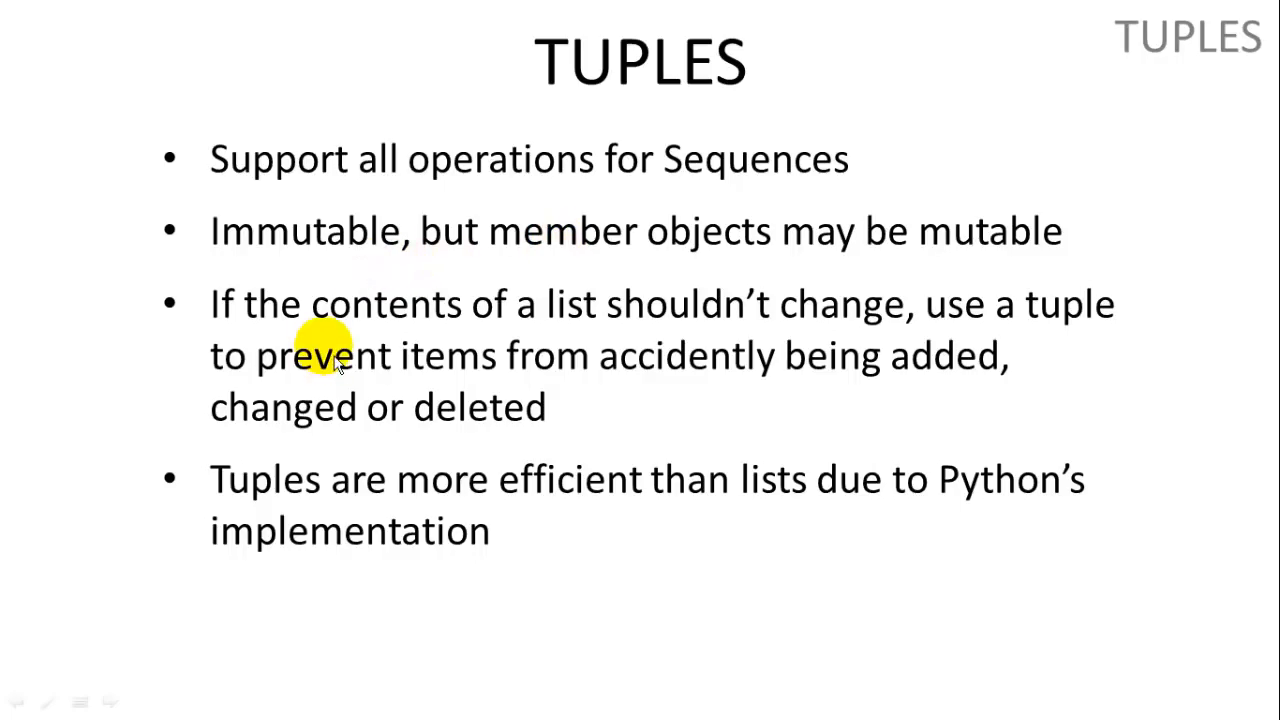 TUPLES
TUPLES
• Support all operations for Sequences
• Immutable, but member objects may be mutable
• If the contents of a list shouldn’t change, use a tuple
to prevent items from accidently being added,
changed or deleted
• Tuples are more efficient than lists due to Python’s
implementation